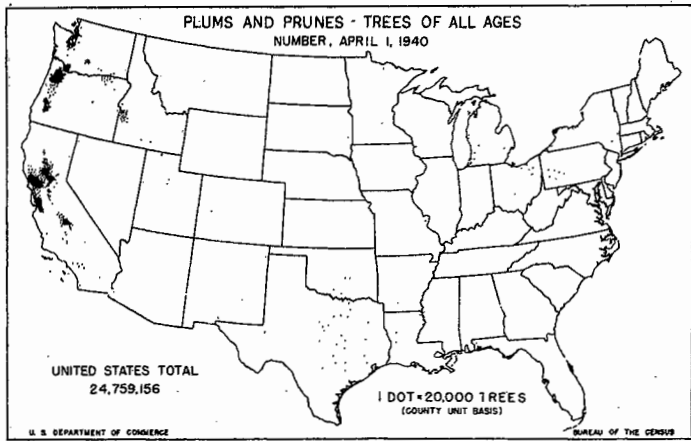 PLUMS AND PRUNES - TREES OF ALL AGES
NUMBER, APRIL 1, 1940
UNITED STATES TOTAL
24,759,156
1 DOT = 20,000 TREES
(COUNTY UNIT BASIS)
U. S. DEPARTMENT OF COMMERCE
BUREAU OF THE CENSUS